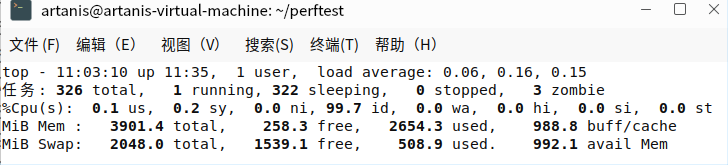 artanis@artanis-virtual-machine: ~/perftest
文件 (F) 编辑（E） 视图（V） 搜索(S) 终端(T) 帮助（H）
top - 11:03:10 up 11:35,  1 user,  load average: 0.06, 0.16, 0.15
任务: 326 total,   1 running, 322 sleeping,   0 stopped,   3 zombie
%Cpu(s):  0.1 us,  0.2 sy,  0.0 ni, 99.7 id,  0.0 wa,  0.0 hi,  0.0 si,  0.0 st
MiB Mem :   3901.4 total,    258.3 free,   2654.3 used,    988.8 buff/cache
MiB Swap:   2048.0 total,   1539.1 free,    508.9 used.    992.1 avail Mem